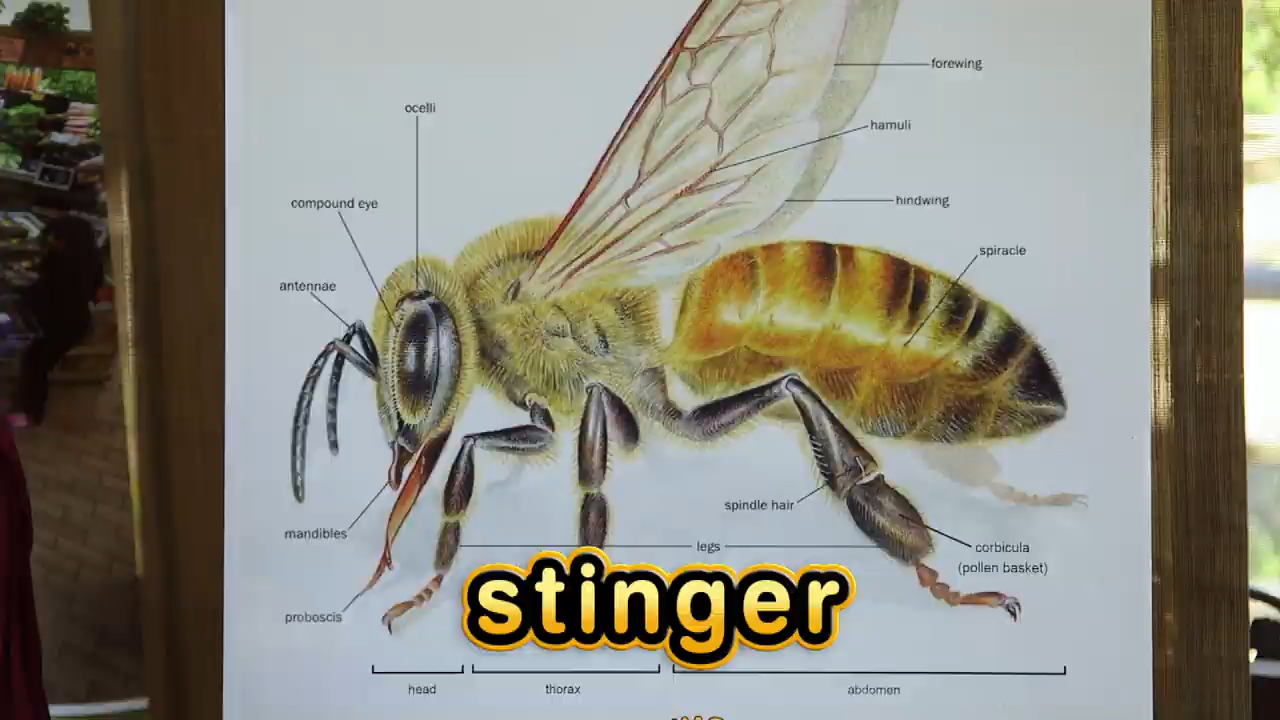 forewing
ocelli
hamuli
compound eye
hindwing
spiracle
antennae
spindle hair
mandibles
legs
corbicula
(pollen basket)
stinger
proboscis
head
thorax
abdomen